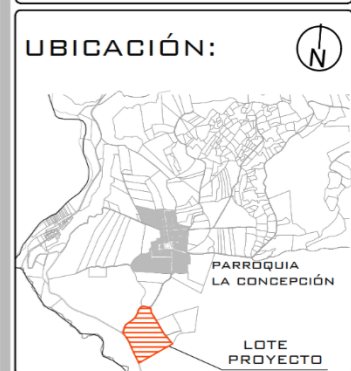 UBICACIÓN:
N
PARROQUIA
LA CONCEPCIÓN
LOTE
PROYECTO